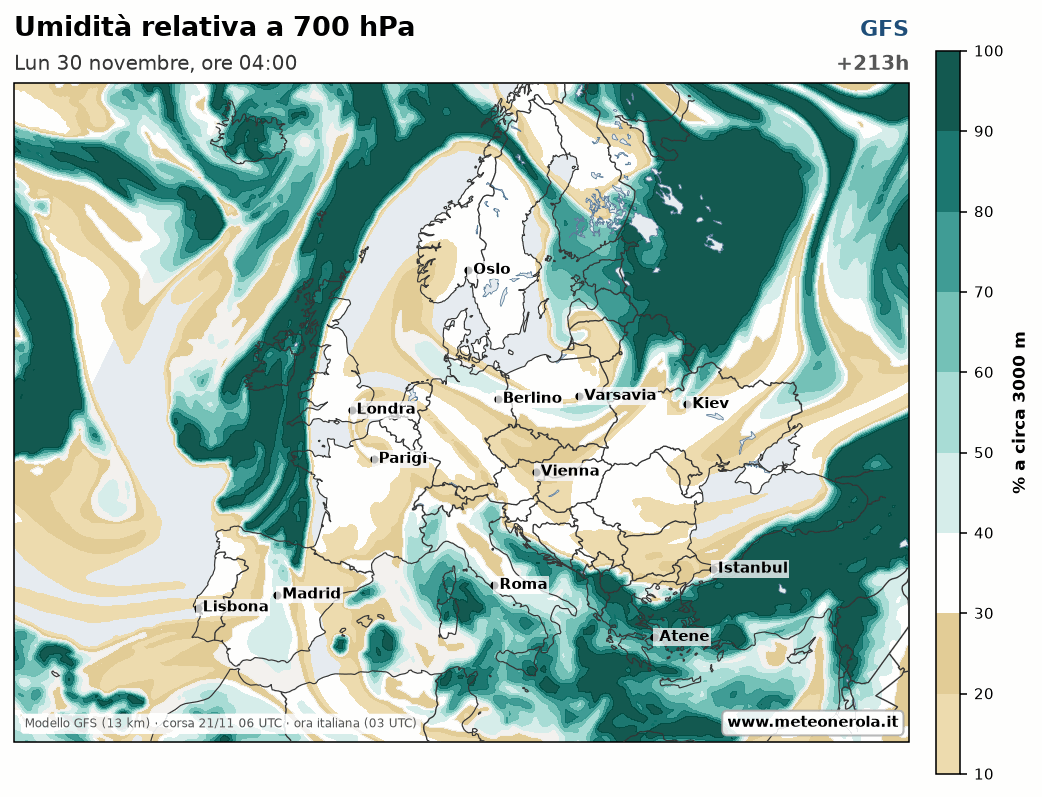 Umidità relativa a 700 hPa
GFS
Lun 30 novembre, ore 04:00
+213h
100
90
80
70
60
50
40
30
20
10
% a circa 3000 m
Oslo
Berlino
Varsavia
Kiev
Londra
Parigi
Vienna
Istanbul
Roma
Madrid
Lisbona
Atene
Modello GFS (13 km) · corsa 21/11 06 UTC · ora italiana (03 UTC)
www.meteonerola.it